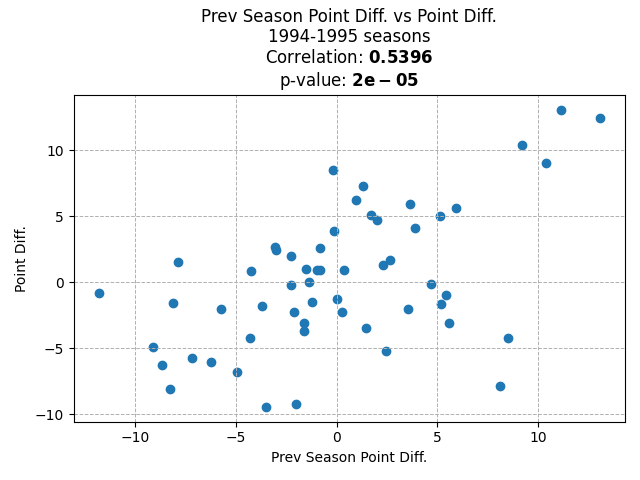 Prev Season Point Diff. vs Point Diff.
1994-1995 seasons
Correlation: 0.5396
p-value: 2e − 05
10
5
0
−5
−10
Point Diff.
−10 −5 0 5 10
Prev Season Point Diff.